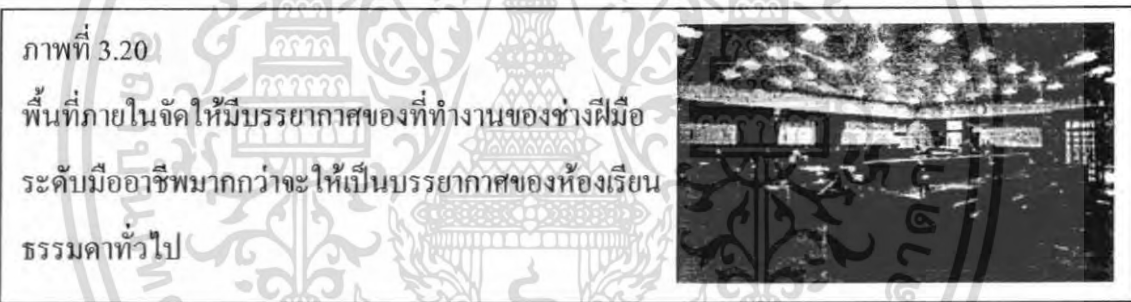 ภาพที่ 3.20
พื้นที่ภายในจัดให้มีบรรยากาศของที่ทำงานของช่างฝีมือ
ระดับมืออาชีพมากกว่าจะให้เป็นบรรยากาศของห้องเรียน
ธรรมดาทั่วไป